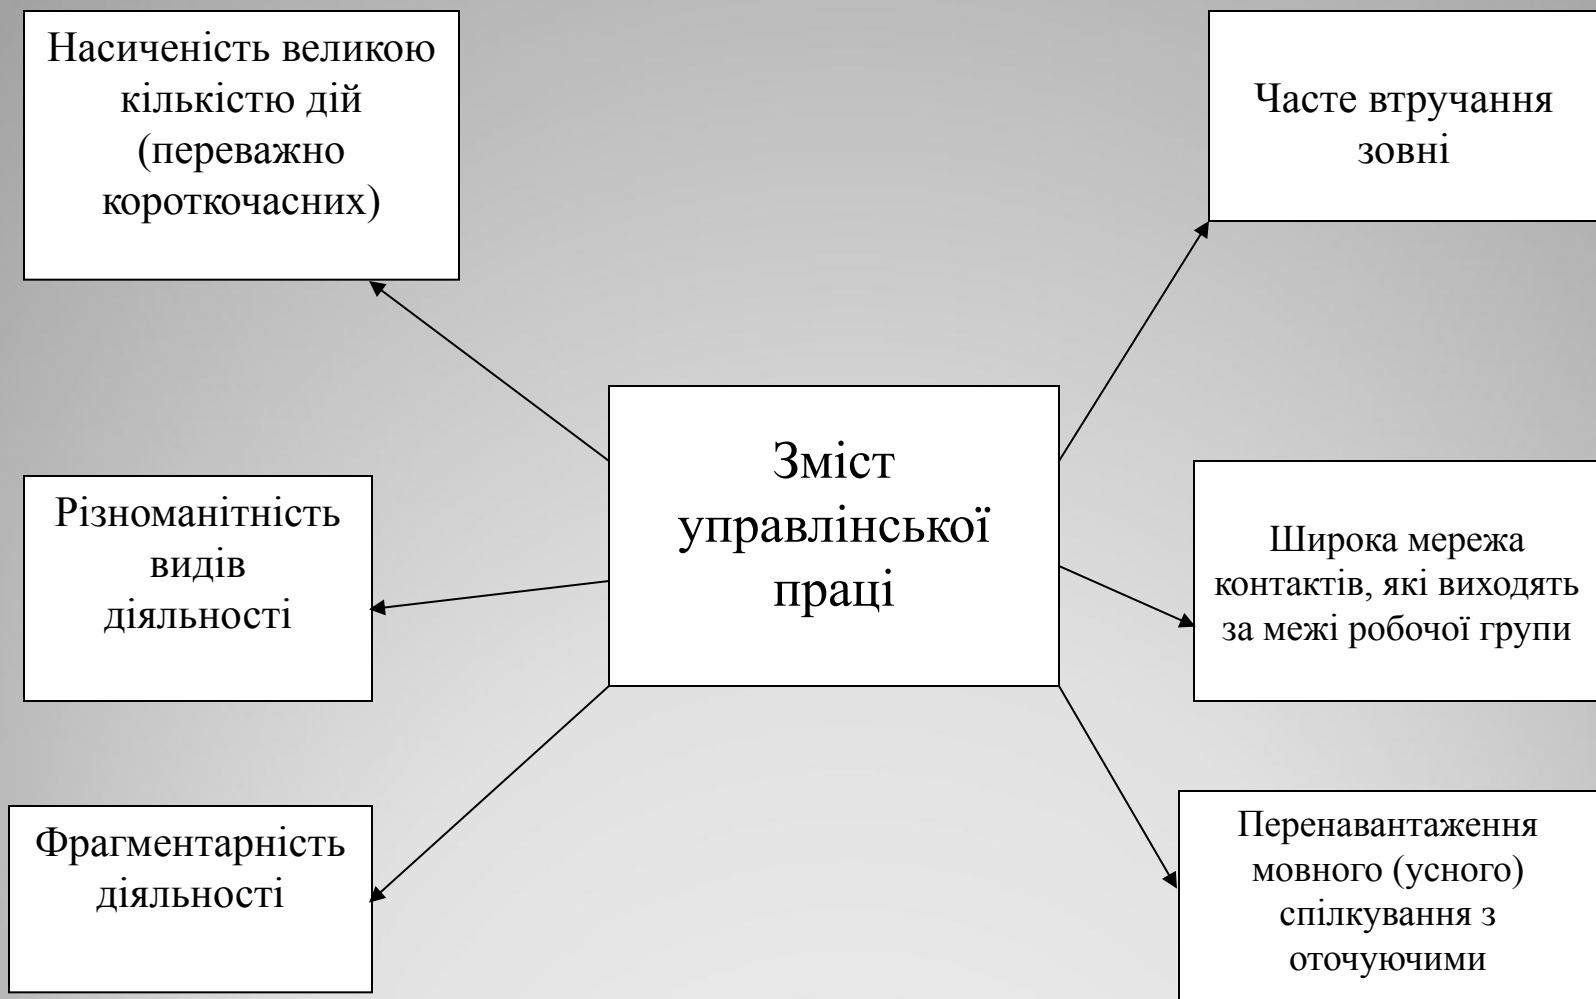 Насиченість великою
кількістю дій
(переважно
короткочасних)
Часте втручання
зовні
Зміст
управлінської
праці
Різноманітність
видів
діяльності
Широка мережа
контактів, які виходять
за межі робочої групи
Фрагментарність
діяльності
Перенавантаження
мовного (усного)
спілкування з
оточуючими